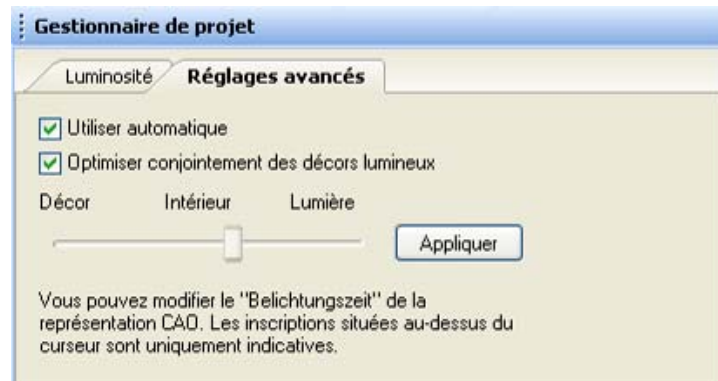 Gestionnaire de projet
Luminosité Réglages avancés
Utiliser automatique
Optimiser conjointement des décors lumineux
Décor Intérieur Lumière
Appliquer
Vous pouvez modifier le "Belichtungszeit" de la
représentation CAO. Les inscriptions situées au-dessus du
curseur sont uniquement indicatives.